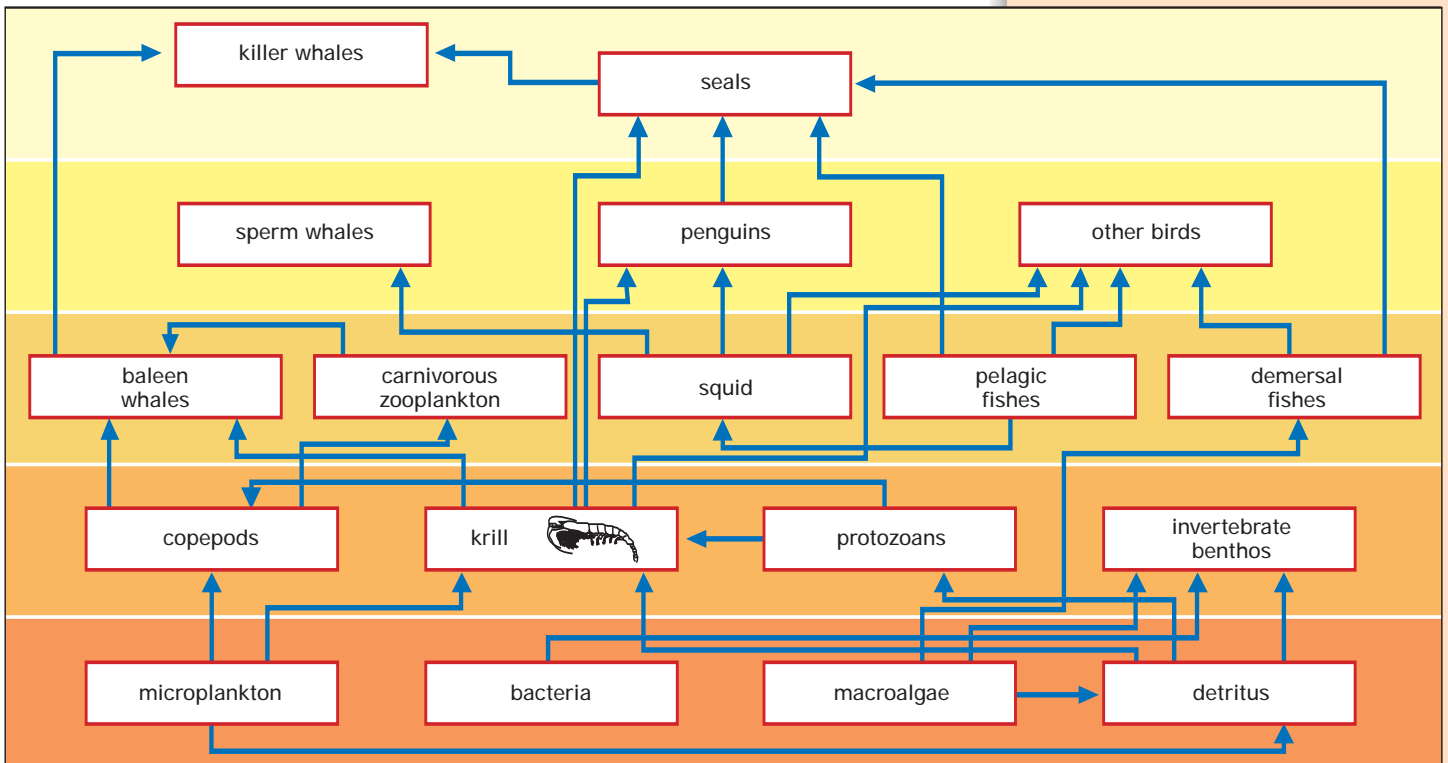 killer whales
seals
sperm whales
penguins
other birds
baleen
whales
carnivorous
zooplankton
squid
pelagic
fishes
demersal
fishes
copepods
krill
protozoans
invertebrate
benthos
microplankton
bacteria
macroalgae
detritus